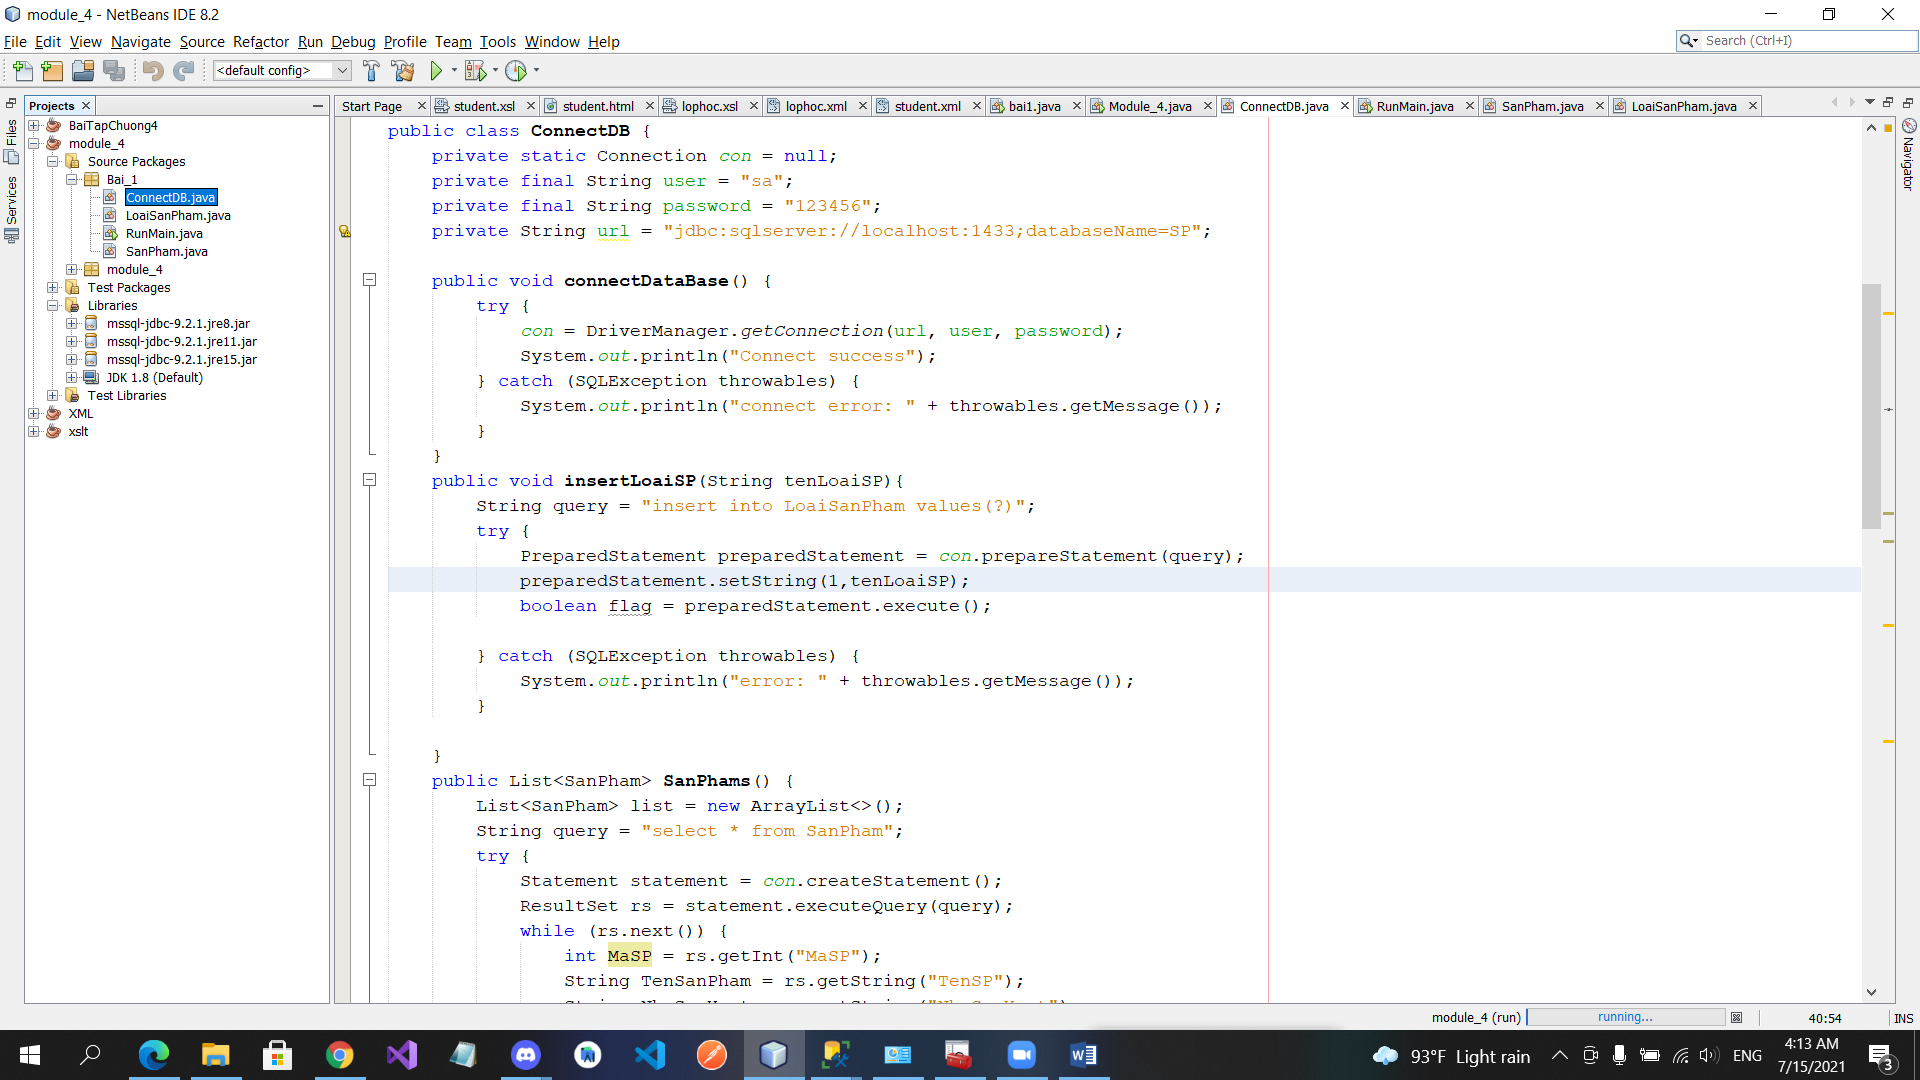 module_4 - NetBeans IDE 8.2
File Edit View Navigate Source Refactor Run Debug Profile Team Tools Window Help
Search (Ctrl+I)
<default config>
Projects
Start Page
student.xsl
student.html
lophoc.xsl
lophoc.xml
student.xml
bai1.java
Module_4.java
ConnectDB.java
RunMain.java
SanPham.java
LoaiSanPham.java
Files
Services
Navigator
BaiTapChuong4
module_4
Source Packages
Bai_1
ConnectDB.java
LoaiSanPham.java
RunMain.java
SanPham.java
module_4
Test Packages
Libraries
mssql-jdbc-9.2.1.jre8.jar
mssql-jdbc-9.2.1.jre11.jar
mssql-jdbc-9.2.1.jre15.jar
JDK 1.8 (Default)
Test Libraries
XML
xslt
public class ConnectDB {
private static Connection con = null;
private final String user = "sa";
private final String password = "123456";
private String url = "jdbc:sqlserver://localhost:1433;databaseName=SP";
public void connectDataBase() {
try {
con = DriverManager.getConnection(url, user, password);
System.out.println("Connect success");
} catch (SQLException throwables) {
System.out.println("connect error: " + throwables.getMessage());
}
}
public void insertLoaiSP(String tenLoaiSP){
String query = "insert into LoaiSanPham values(?)";
try {
PreparedStatement preparedStatement = con.prepareStatement(query);
preparedStatement.setString(1,tenLoaiSP);
boolean flag = preparedStatement.execute();
} catch (SQLException throwables) {
System.out.println("error: " + throwables.getMessage());
}
}
public List<SanPham> SanPhams() {
List<SanPham> list = new ArrayList<>();
String query = "select * from SanPham";
try {
Statement statement = con.createStatement();
ResultSet rs = statement.executeQuery(query);
while (rs.next()) {
int MaSP = rs.getInt("MaSP");
String TenSanPham = rs.getString("TenSP");
module_4 (run)
running...
40:54
INS
93°F Light rain
ENG
4:13 AM
7/15/2021
3